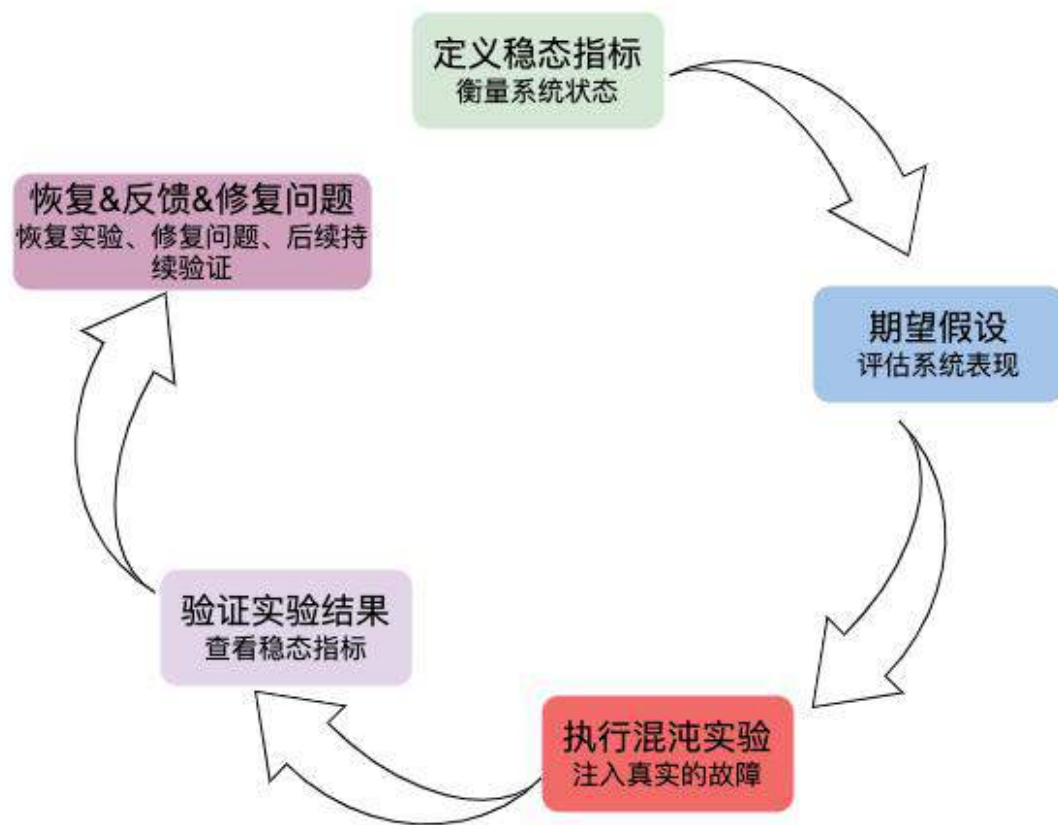 定义稳态指标
衡量系统状态
期望假设
评估系统表现
执行混沌实验
注入真实的故障
验证实验结果
查看稳态指标
恢复&反馈&修复问题
恢复实验、修复问题、后续持
续验证